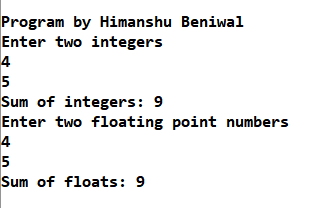 Program by Himanshu Beniwal
Enter two integers
4
5
Sum of integers: 9
Enter two floating point numbers
4
5
Sum of floats: 9